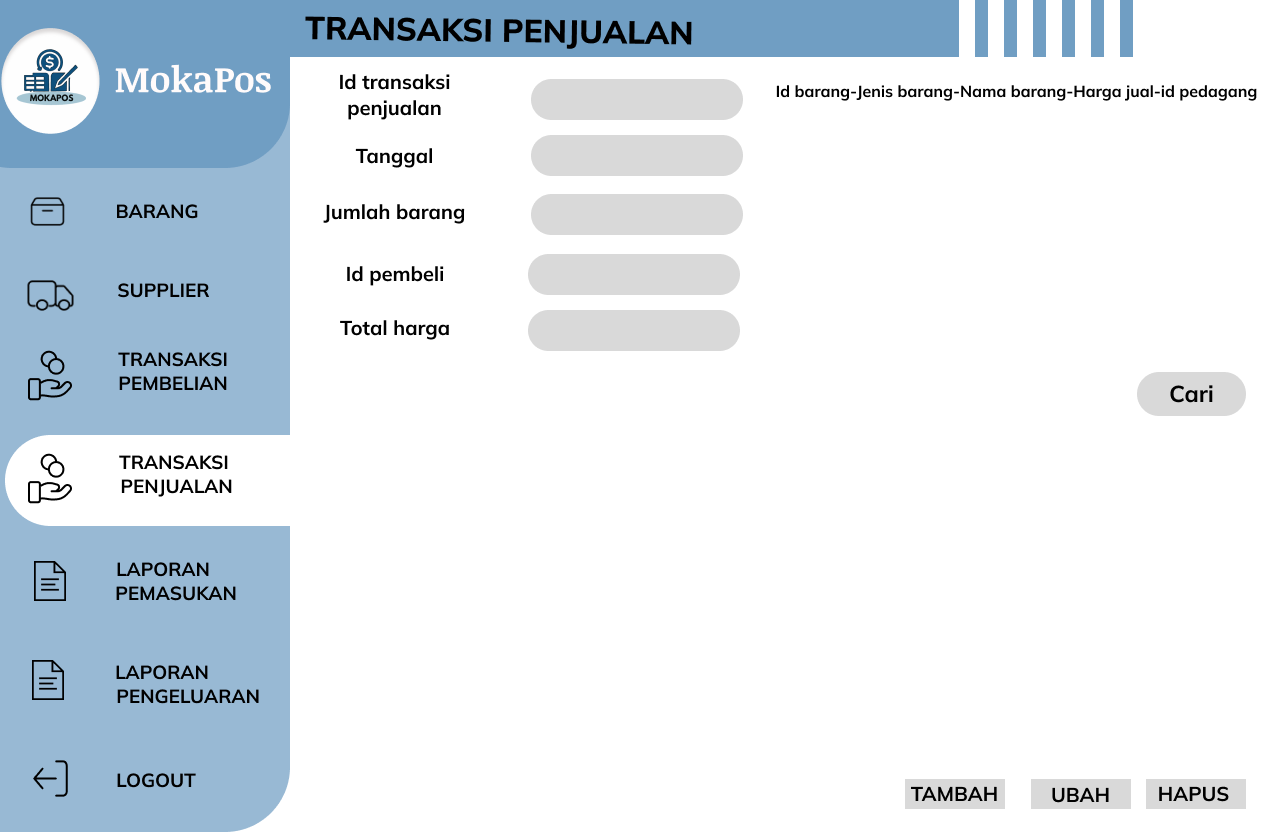 TRANSAKSI PENJUALAN
MOKAPOS
MokaPos
BARANG
SUPPLIER
TRANSAKSI
PEMBELIAN
TRANSAKSI
PENJUALAN
LAPORAN
PEMASUKAN
LAPORAN
PENGELUARAN
LOGOUT
Id transaksi
penjualan
Tanggal
Jumlah barang
Id pembeli
Total harga
Id barang-Jenis barang-Nama barang-Harga jual-id pedagang
Cari
TAMBAH
UBAH
HAPUS